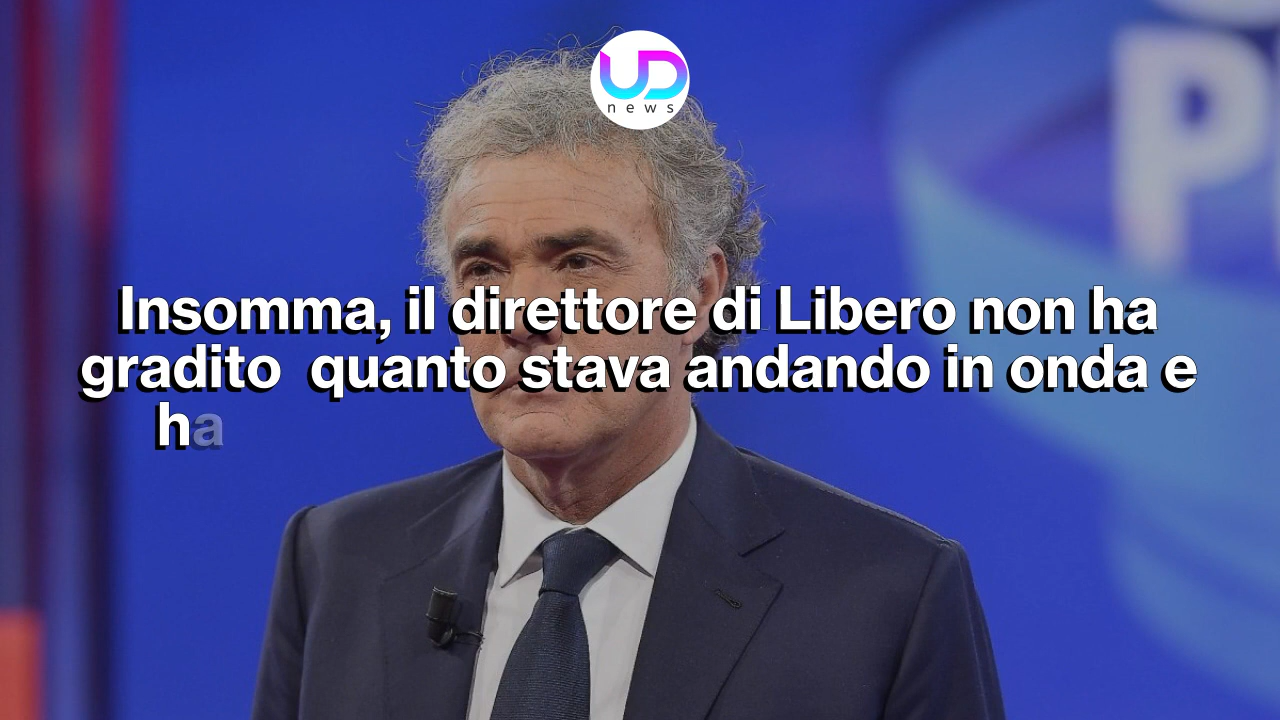 UD
news
P
Insomma, il direttore di Libero non ha
gradito  quanto stava andando in onda e
ha